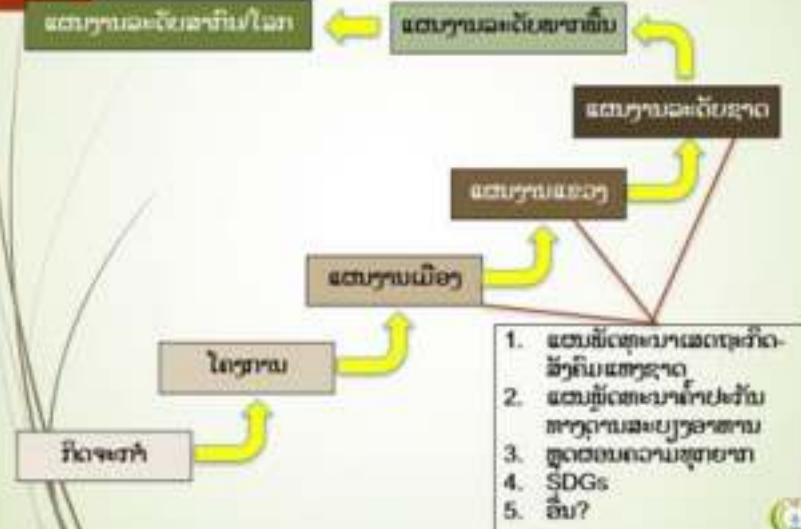 ແຜນງານລະດັບສາກົນ/ໂລກ
ແຜນງານລະດັບພາກພື້ນ
ແຜນງານລະດັບຊາດ
ແຜນງານແຂວງ
ແຜນງານເມືອງ
ໂຄງການ
ກິດຈະກຳ
1. ແຜນພັດທະນາເສດຖະກິດ-
ສັງຄົມແຫ່ງຊາດ
2. ແຜນພັດທະນາຄ້ຳປະກັນ
ທາງດ້ານສະບຽງອາຫານ
3. ຫຼຸດຜ່ອນຄວາມທຸກຍາກ
4. SDGs
5. ອື່ນ?